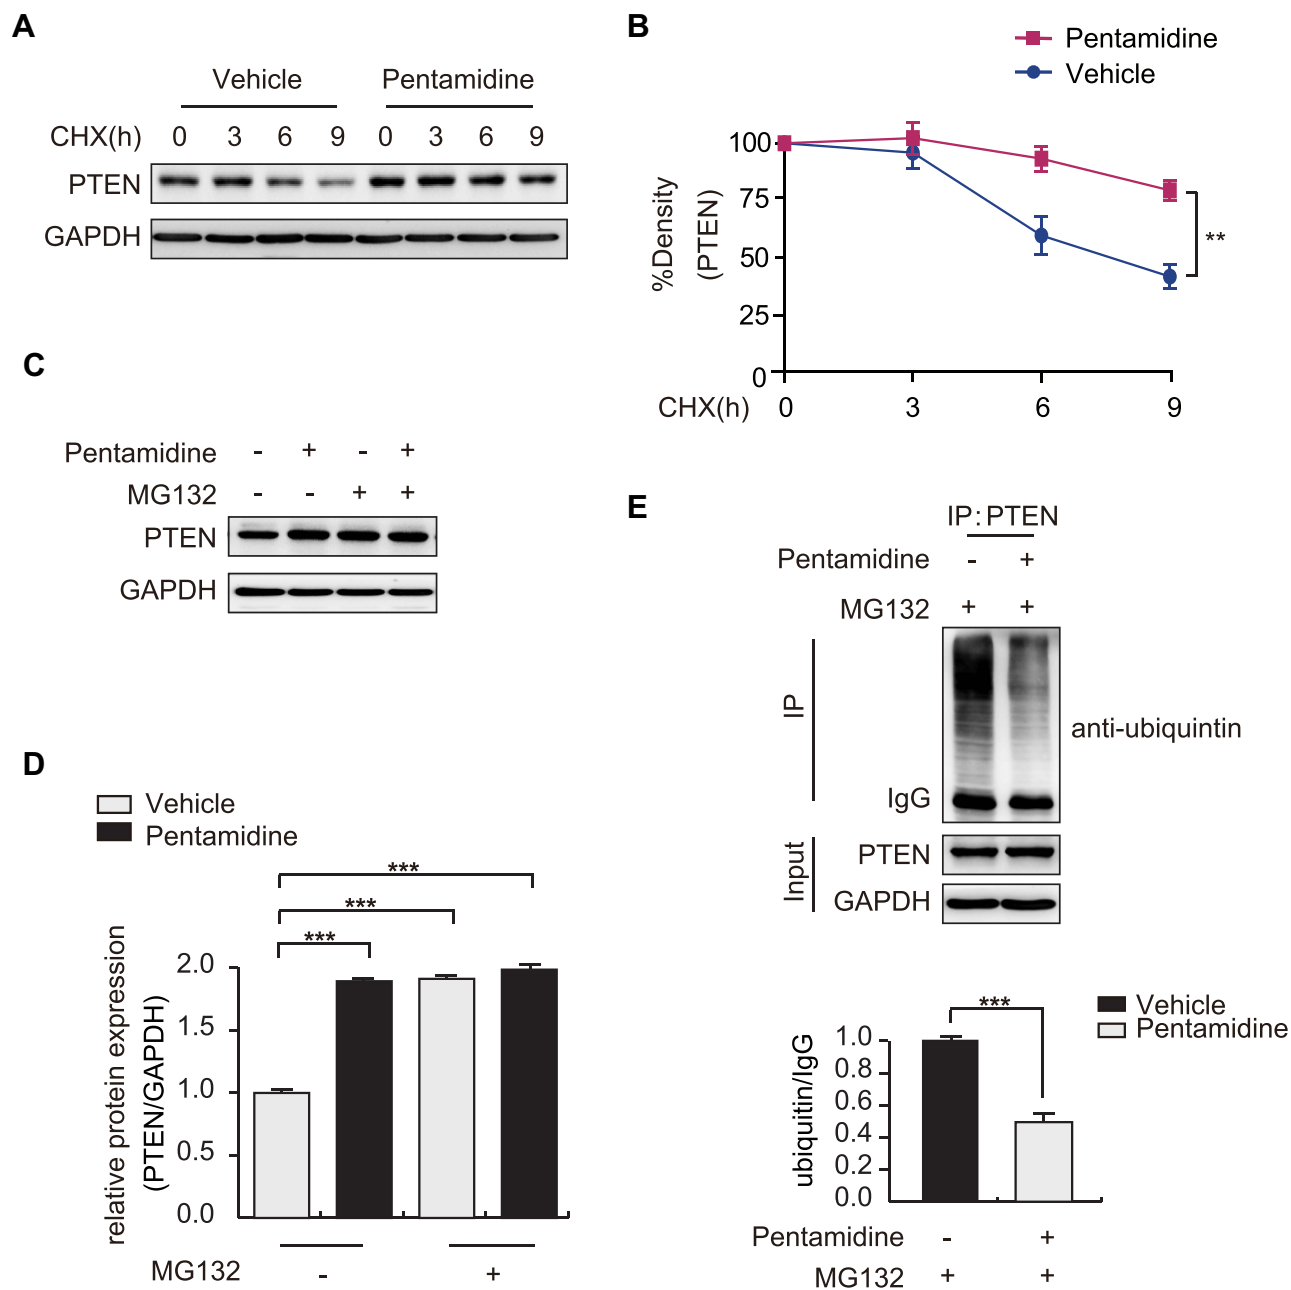 A
Vehicle Pentamidine
CHX(h) 0 3 6 9 0 3 6 9
PTEN
GAPDH
B
Pentamidine
Vehicle
%Density
(PTEN)
100
75
50
25
0
**
CHX(h) 0 3 6 9
C
Pentamidine - + - +
MG132 - - + +
PTEN
GAPDH
D
Vehicle
Pentamidine
***
***
***
relative protein expression
(PTEN/GAPDH)
2.0
1.5
1.0
0.5
0.0
MG132 - +
E
IP:PTEN
Pentamidine - +
MG132 + +
IP
anti-ubiquintin
IgG
Input
PTEN
GAPDH
Vehicle
Pentamidine
***
ubiquitin/IgG
1.0
0.8
0.6
0.4
0.2
0.0
Pentamidine - +
MG132 + +